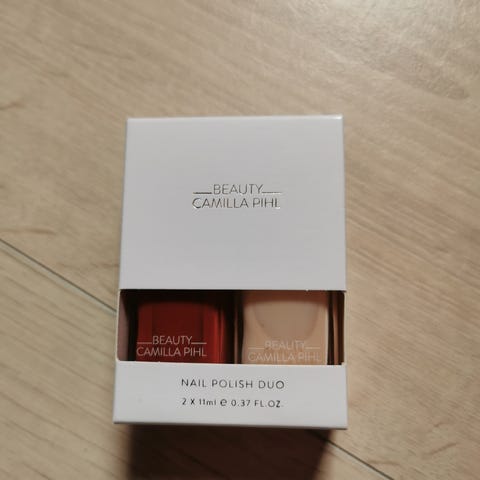 BEAUTY
CAMILLA PIHL
BEAUTY
CAMILLA PIHL
BEAUTY
CAMILLA PIHL
NAIL POLISH DUO
2 X 11ml ℮ 0.37 FL.OZ.